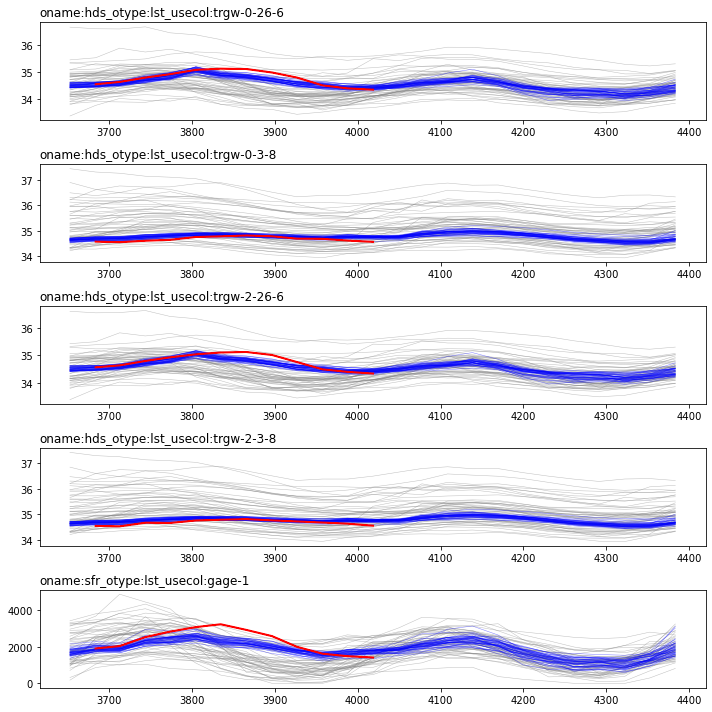 oname:hds_otype:lst_usecol:trgw-0-26-6
36
35
34
3700 3800 3900 4000 4100 4200 4300 4400
oname:hds_otype:lst_usecol:trgw-0-3-8
37
36
35
34
3700 3800 3900 4000 4100 4200 4300 4400
oname:hds_otype:lst_usecol:trgw-2-26-6
36
35
34
3700 3800 3900 4000 4100 4200 4300 4400
oname:hds_otype:lst_usecol:trgw-2-3-8
37
36
35
34
3700 3800 3900 4000 4100 4200 4300 4400
oname:sfr_otype:lst_usecol:gage-1
4000
2000
0
3700 3800 3900 4000 4100 4200 4300 4400